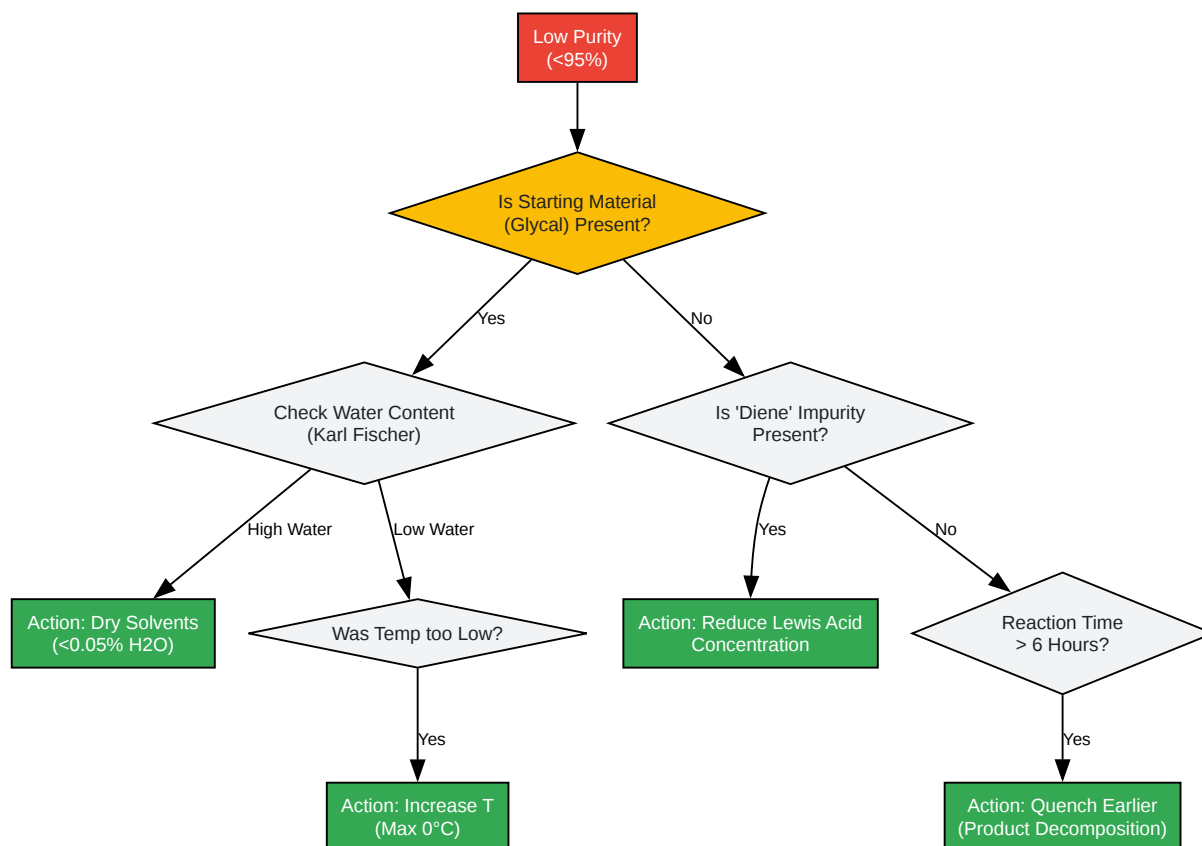 Low Purity
(<95%)
Is Starting Material
(Glycal) Present?
Yes
No
Check Water Content
(Karl Fischer)
Is 'Diene' Impurity
Present?
High Water
Low Water
Yes
No
Action: Dry Solvents
(<0.05% H2O)
Was Temp too Low?
Action: Reduce Lewis Acid
Concentration
Reaction Time
> 6 Hours?
Yes
Yes
Action: Increase T
(Max 0°C)
Action: Quench Earlier
(Product Decomposition)